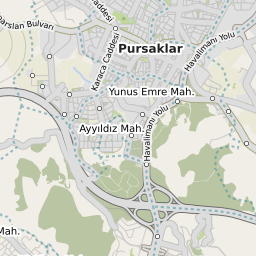 arslan Bulvarı
Karaca Caddesi
Caddesi
Pursaklar
Havalimanı Yolu
Yunus Emre Mah.
Ayyıldız Mah.
Havalimanı Yolu
Mah.